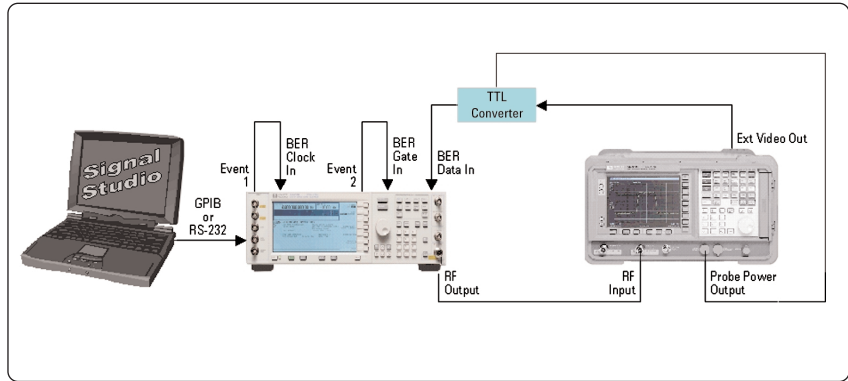 TTL
Converter
Ext Video Out
BER
Clock
In
BER
Gate
In
BER
Data In
Event
1
Event
2
Signal
Studio
GPIB
or
RS-232
RF
Output
RF
Input
Probe Power
Output